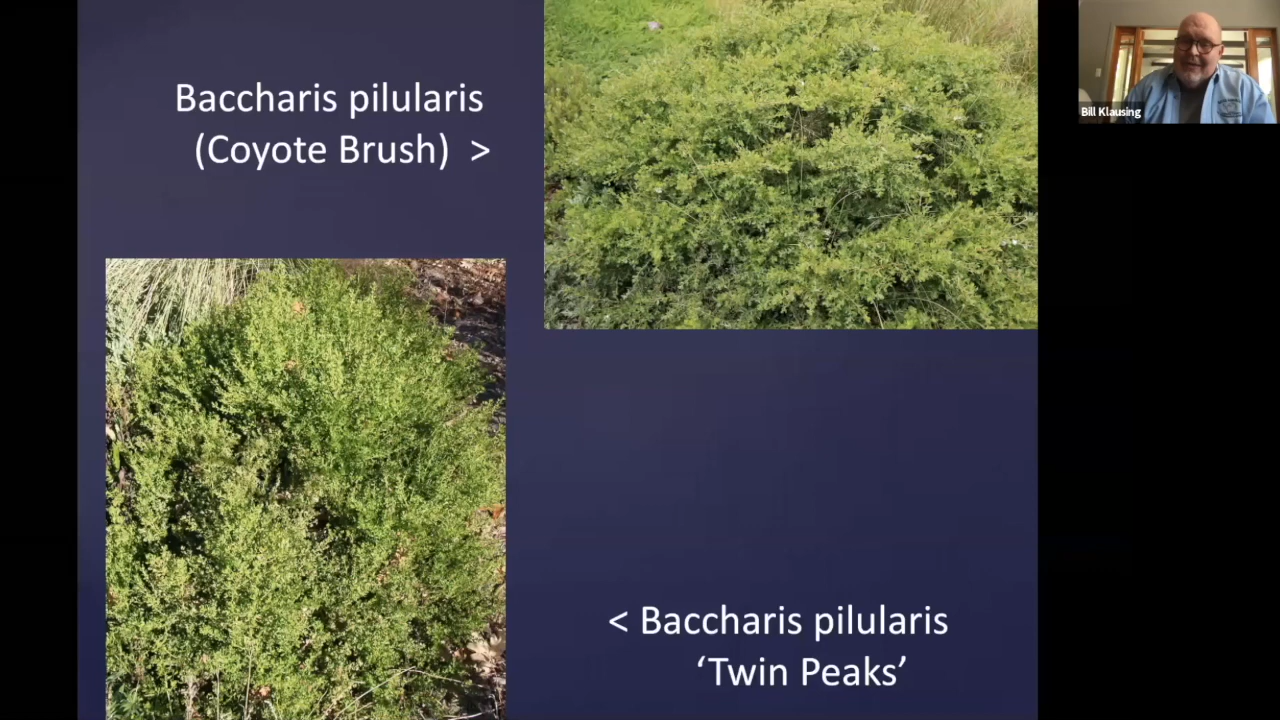 Baccharis pilularis
(Coyote Brush) >
Bill Klausing
< Baccharis pilularis
‘Twin Peaks’